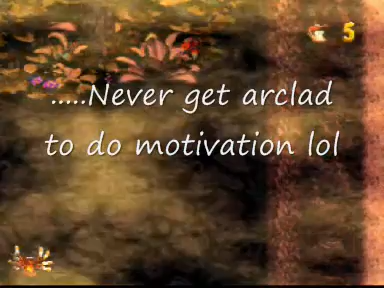 5
.....Never get arclad
to do motivation lol